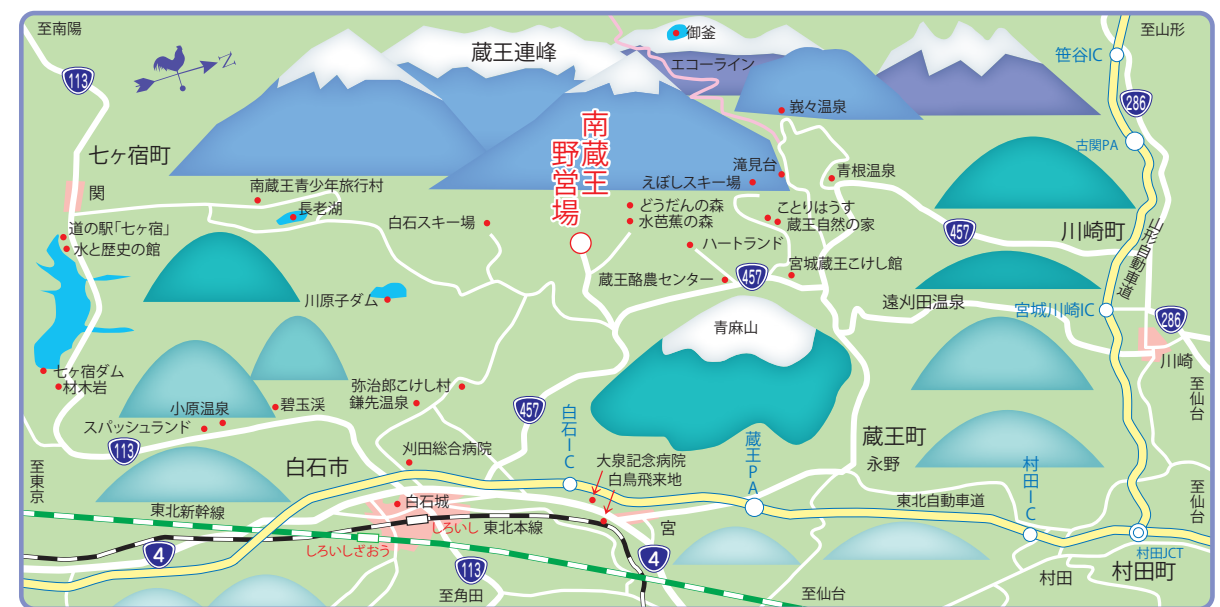 至南陽
御釜
至山形
蔵王連峰
笹谷IC
エコーライン
N
113
286
峩々温泉
南蔵王
野営場
古関PA
七ヶ宿町
滝見台
青根温泉
えぼしスキー場
関
南蔵王青少年旅行村
長老湖
白石スキー場
どうだんの森
水芭蕉の森
ことりはうす
蔵王自然の家
457
川崎町
山形自動車道
道の駅「七ヶ宿」
水と歴史の館
ハートランド
宮城蔵王こけし館
蔵王酪農センター
457
川原子ダム
遠刈田温泉
宮城川崎IC
286
青麻山
川崎
七ヶ宿ダム
材木岩
弥治郎こけし村
鎌先温泉
至仙台
小原温泉
碧玉渓
457
スパッシュランド
113
白石IC
蔵王PA
蔵王町
永野
刈田総合病院
大泉記念病院
白鳥飛来地
村田IC
至東京
白石市
至仙台
白石城
東北自動車道
東北新幹線
しろいし
東北本線
宮
しろいしざおう
4
4
村田JCT
113
村田
村田町
至角田
至仙台